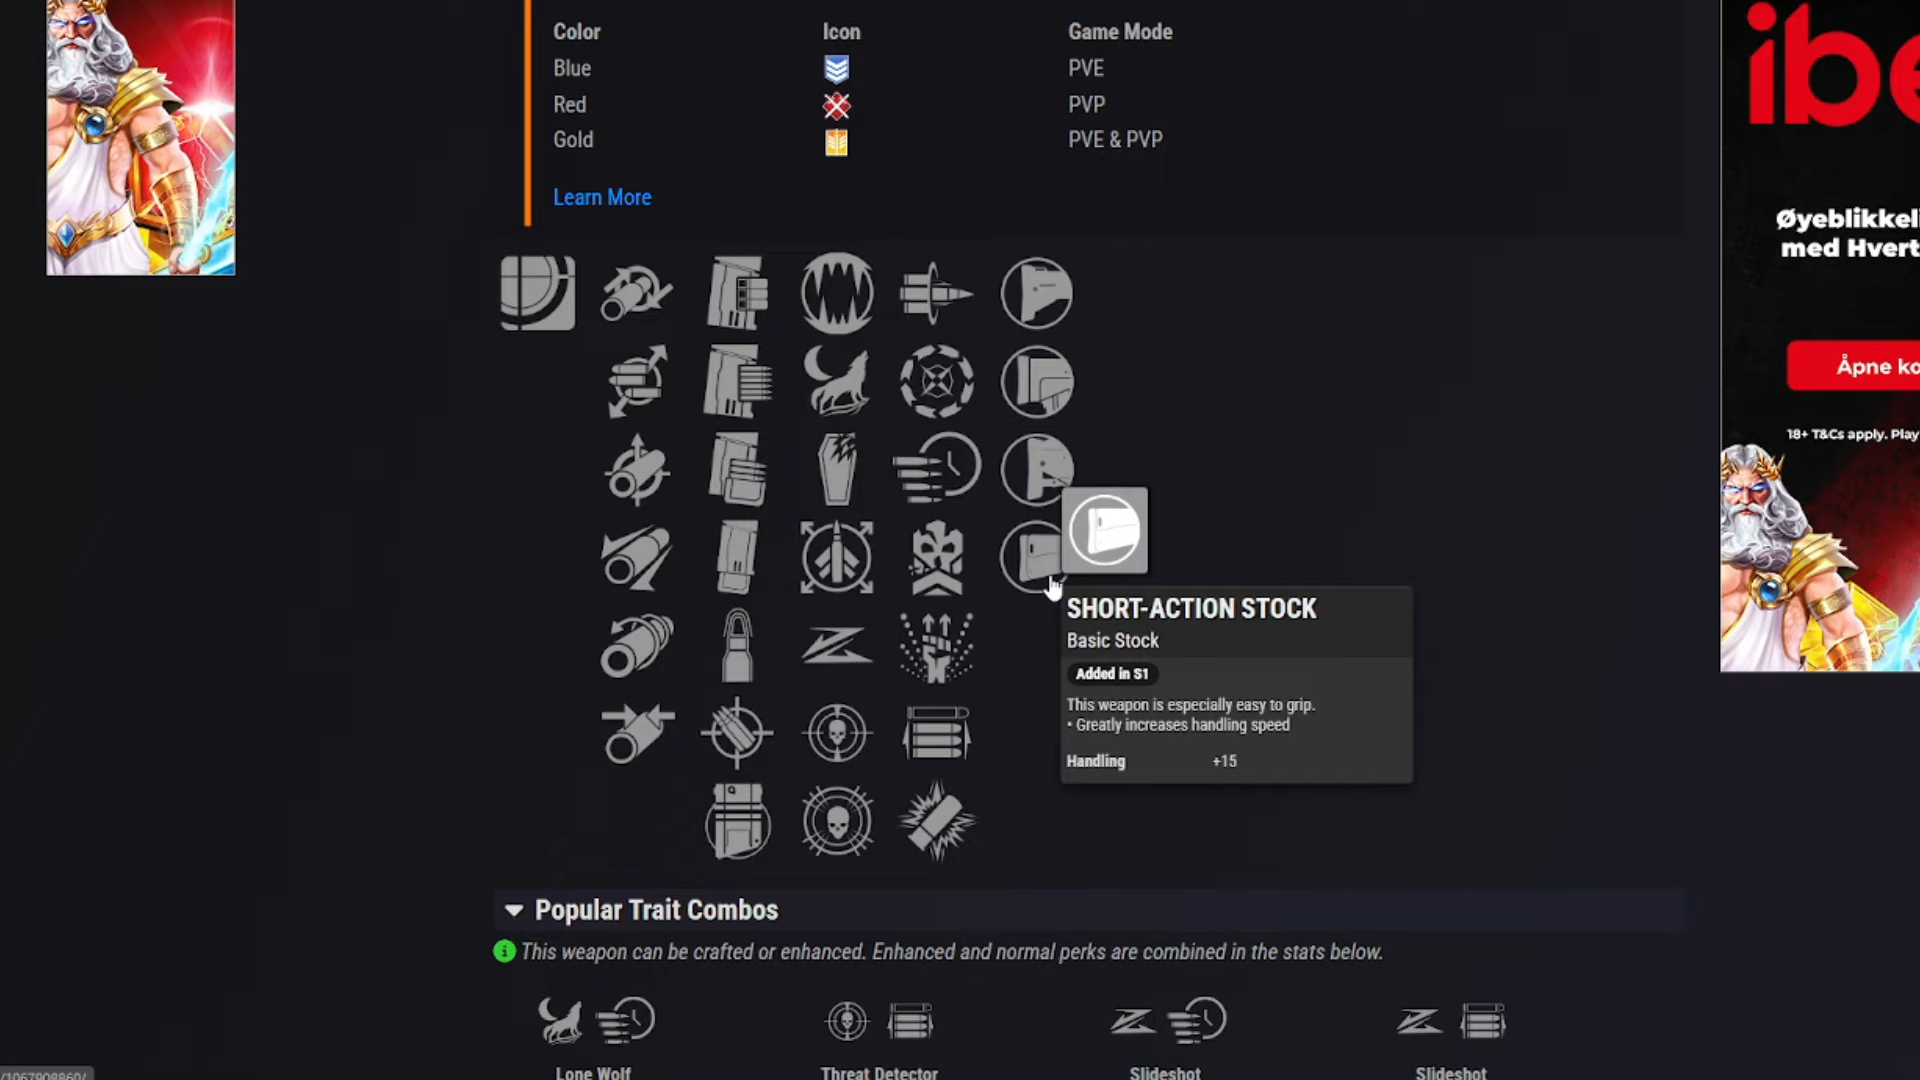 Color Icon Game Mode
Blue PVE
Red PVP
Gold PVE & PVP
Learn More
Øyeblikkeli
med Hvert
Åpne ko
18+ T&Cs apply. Play
SHORT-ACTION STOCK
Basic Stock
Added in S1
This weapon is especially easy to grip.
• Greatly increases handling speed
Handling +15
Popular Trait Combos
This weapon can be crafted or enhanced. Enhanced and normal perks are combined in the stats below.
Lone Wolf Threat Detector Slideshot Slideshot
/1067908860/